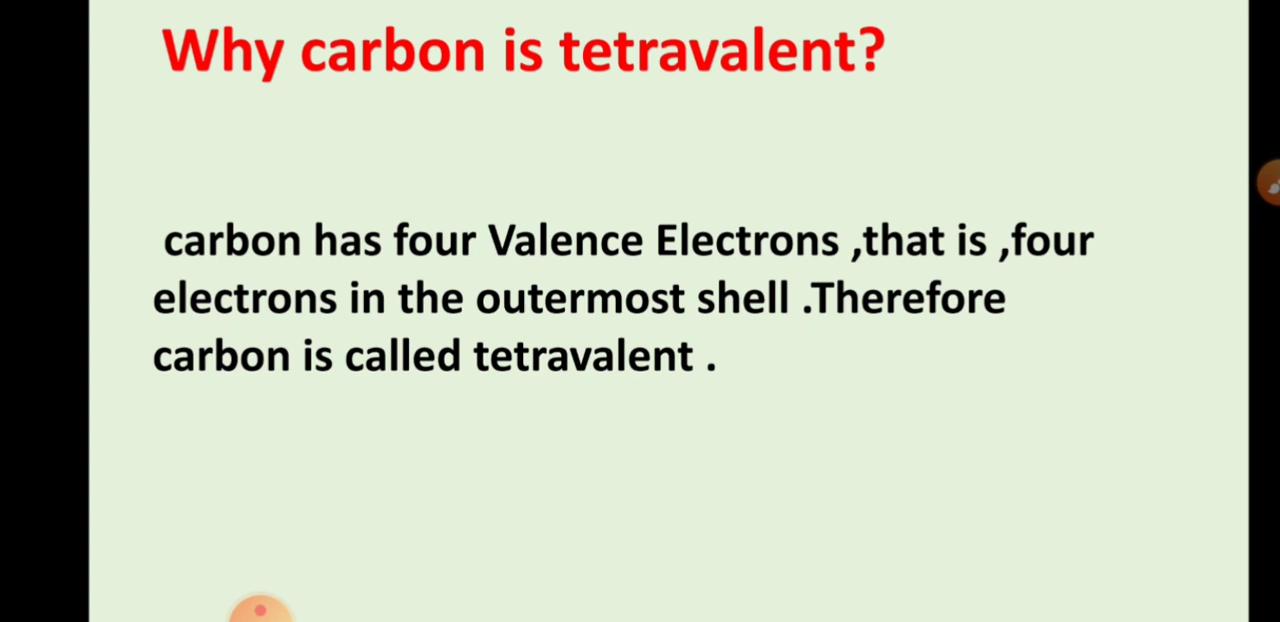 Why carbon is tetravalent?
carbon has four Valence Electrons ,that is ,four
electrons in the outermost shell .Therefore
carbon is called tetravalent .